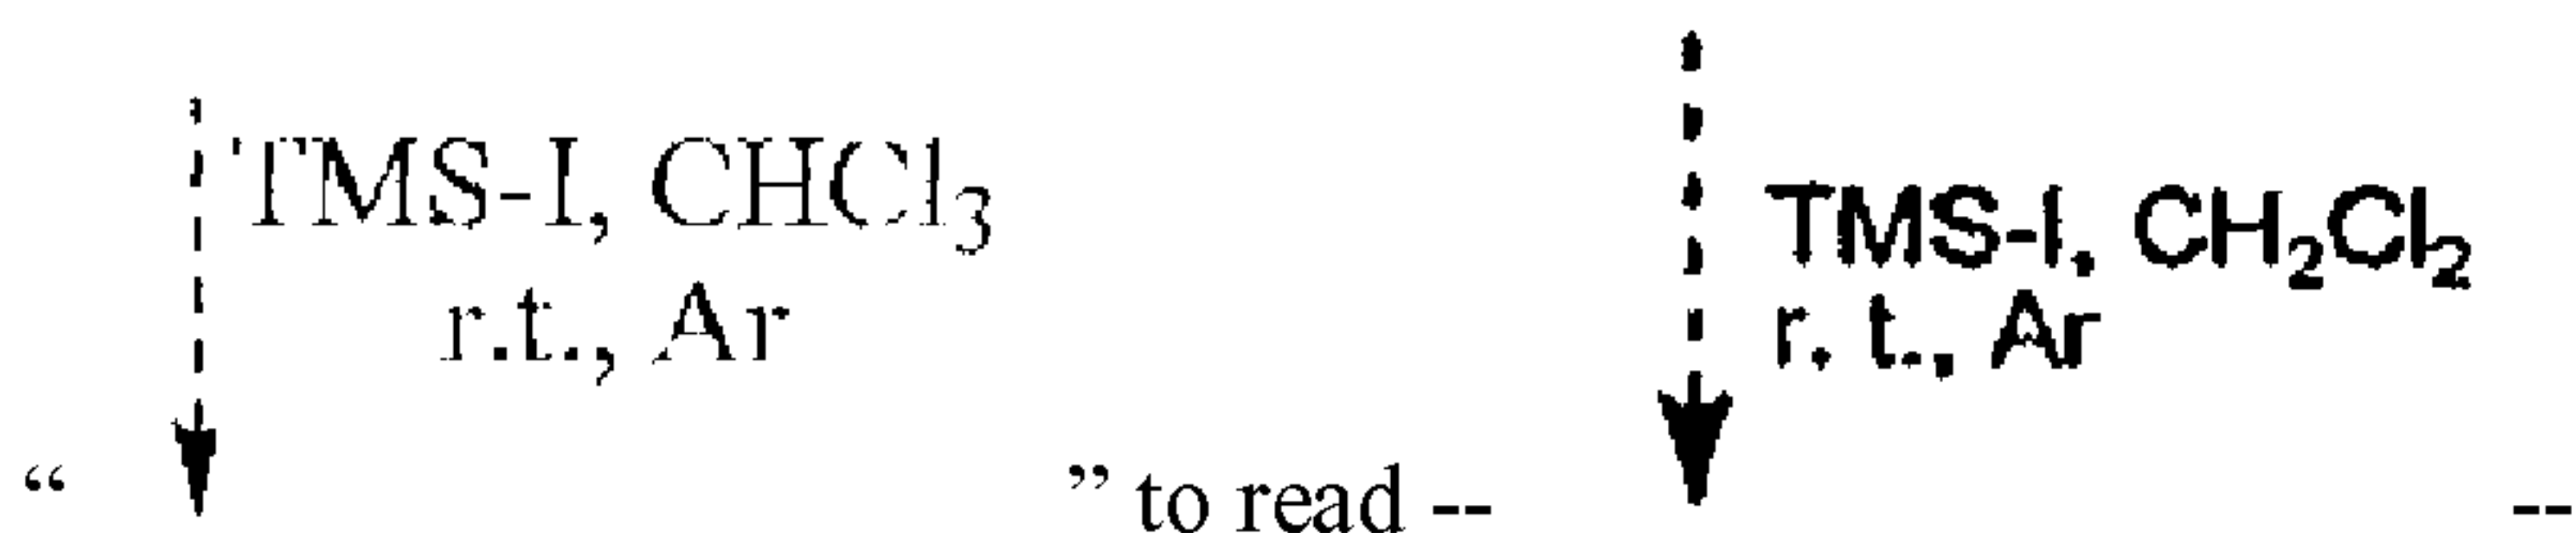 TMS-I, CHCl₃
r.t., Ar
TMS-I, CH₂Cl₂
r. t., Ar
“ ” to read -- --